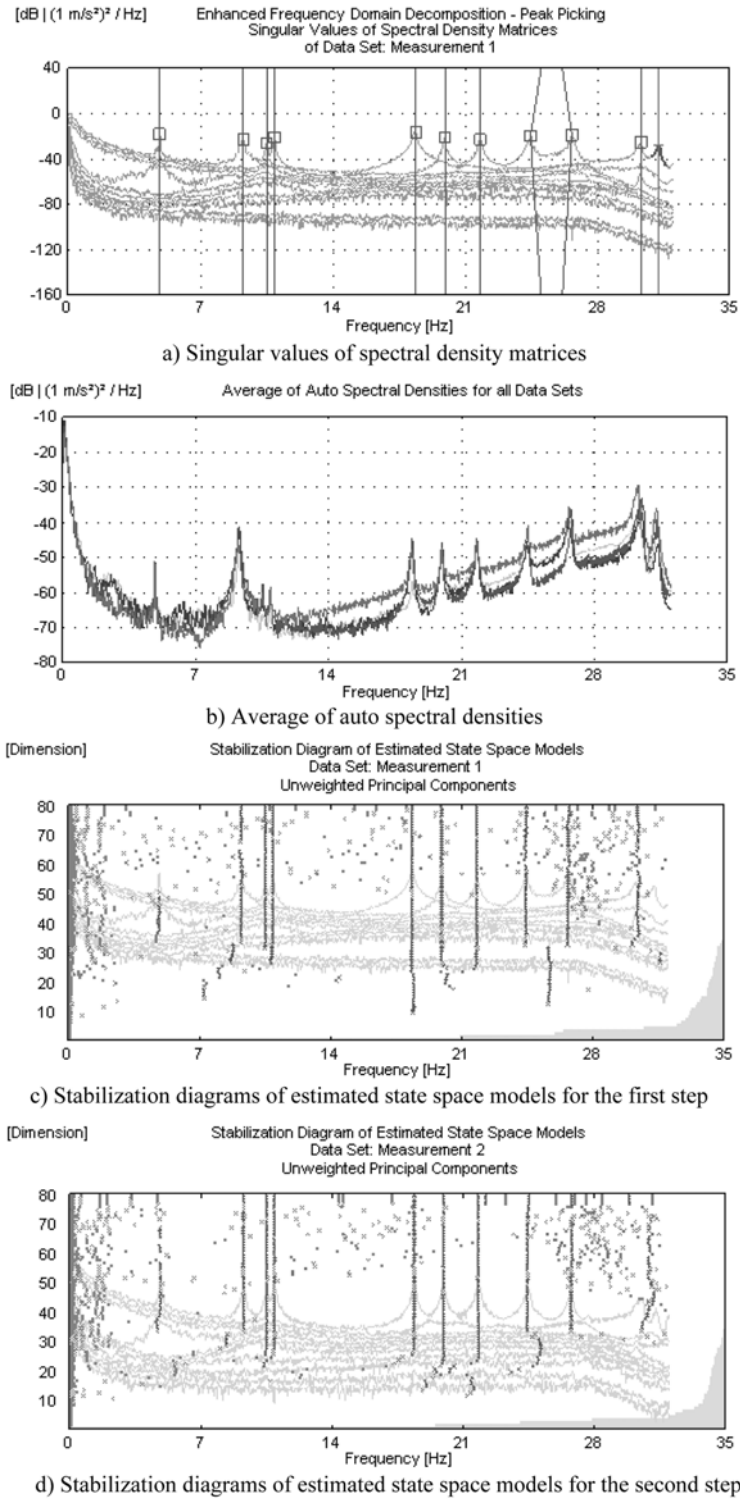 [dB | (1 m/s²)² / Hz]
Enhanced Frequency Domain Decomposition - Peak Picking
Singular Values of Spectral Density Matrices
of Data Set: Measurement 1
40
0
-40
-80
-120
-160
0 7 14 21 28 35
Frequency [Hz]
a) Singular values of spectral density matrices
[dB | (1 m/s²)² / Hz]
Average of Auto Spectral Densities for all Data Sets
-10
-20
-30
-40
-50
-60
-70
-80
0 7 14 21 28 35
Frequency [Hz]
b) Average of auto spectral densities
[Dimension]
Stabilization Diagram of Estimated State Space Models
Data Set: Measurement 1
Unweighted Principal Components
80
70
60
50
40
30
20
10
0 7 14 21 28 35
Frequency [Hz]
c) Stabilization diagrams of estimated state space models for the first step
[Dimension]
Stabilization Diagram of Estimated State Space Models
Data Set: Measurement 2
Unweighted Principal Components
80
70
60
50
40
30
20
10
0 7 14 21 28 35
Frequency [Hz]
d) Stabilization diagrams of estimated state space models for the second step